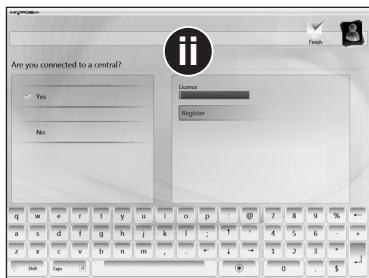 ii
Finish
Are you connected to a central?
Yes
No
Licence
Register
q w e r t y u i o p : @ 7 8 9 % ←
a s d f g h j k l ; ↑ ' 4 5 6 - +
z x c v b n m , . ← ↓ → 1 2 3 * ↵
Shift Caps A * 0 . $